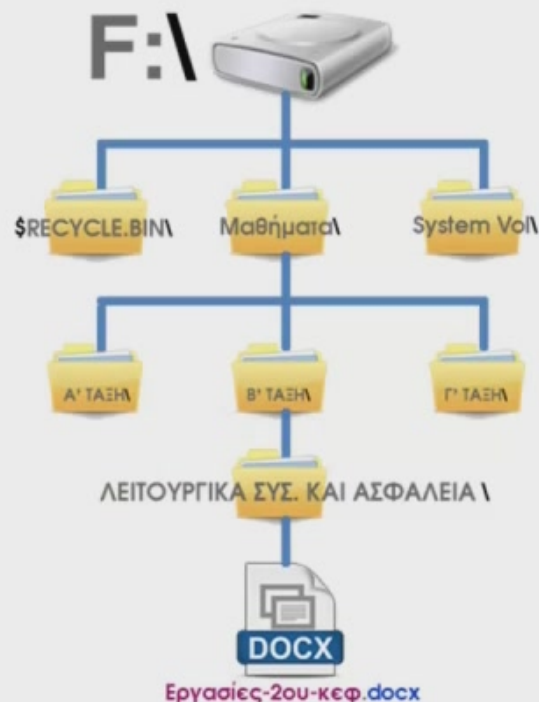 F:\
$RECYCLE.BIN\ Μαθήματα\ System Vol\
Α' ΤΑΞΗ\ Β' ΤΑΞΗ\ Γ' ΤΑΞΗ\
ΛΕΙΤΟΥΡΓΙΚΑ ΣΥΣ. ΚΑΙ ΑΣΦΑΛΕΙΑ \
DOCX
Εργασίες-2ου-κεφ.docx